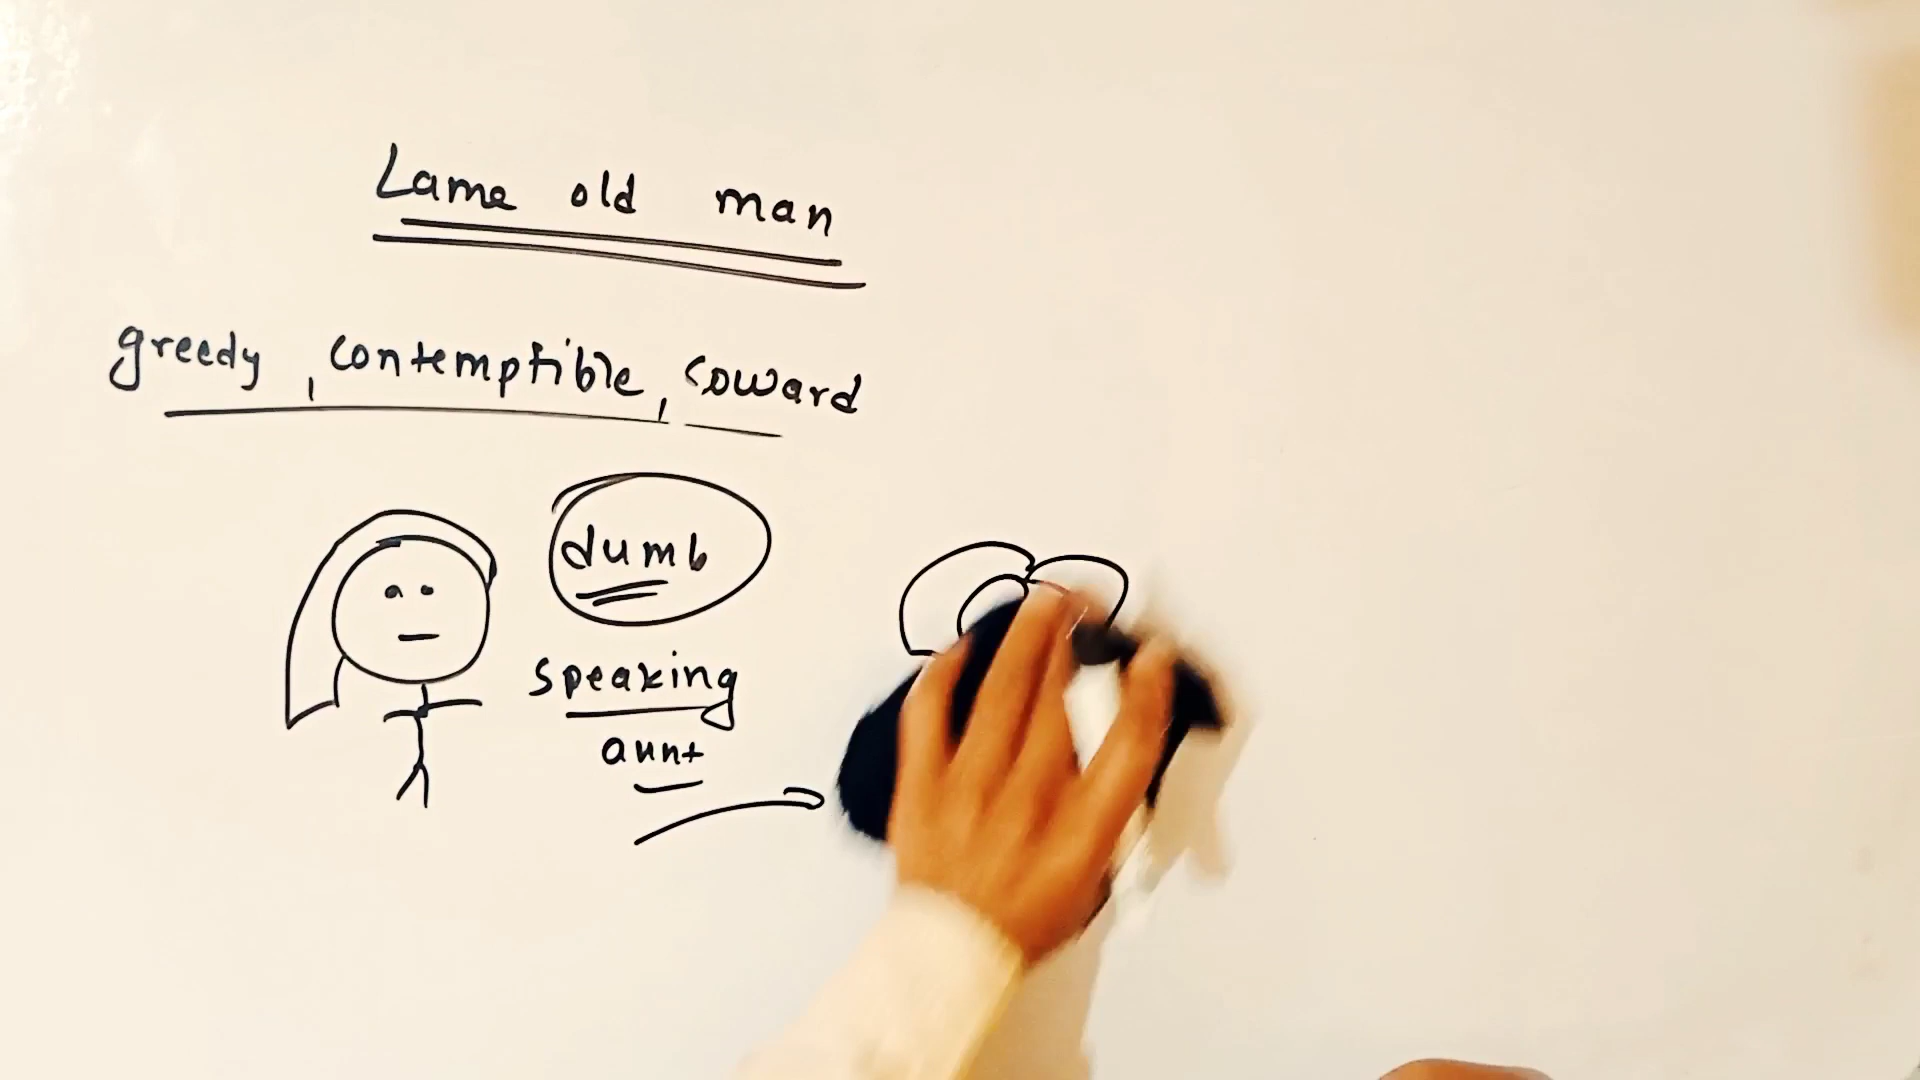 Lame old man
greedy, contemptible, coward
dumb
speaking
aunt